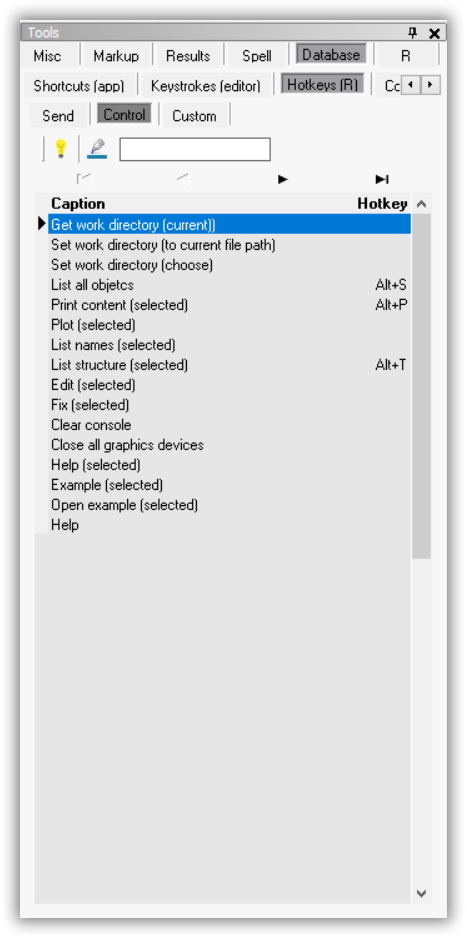 Tools
Misc Markup Results Spell Database R
Shortcuts (app) Keystrokes (editor) Hotkeys (R) Cc
Send Control Custom
Caption Hotkey
Get work directory (current))
Set work directory (to current file path)
Set work directory (choose)
List all objetcs Alt+S
Print content (selected) Alt+P
Plot (selected)
List names (selected)
List structure (selected) Alt+T
Edit (selected)
Fix (selected)
Clear console
Close all graphics devices
Help (selected)
Example (selected)
Open example (selected)
Help